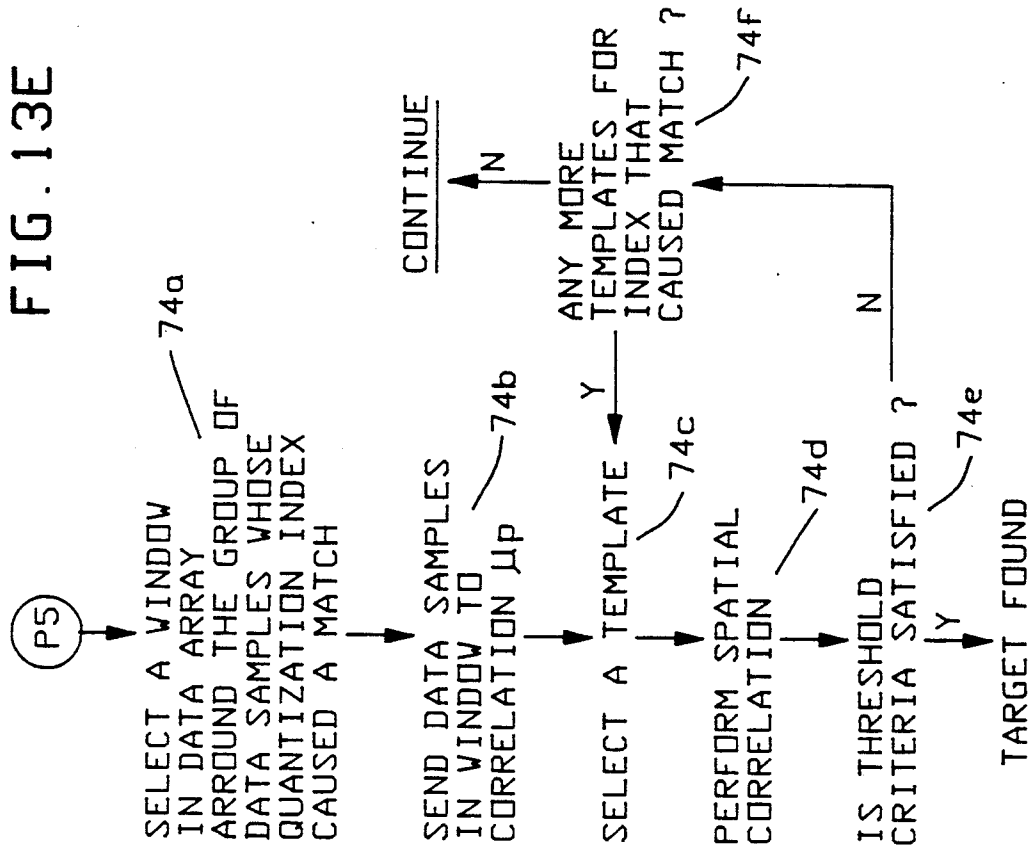 FIG.13E
P5
SELECT A WINDOW
IN DATA ARRAY
ARROUND THE GROUP OF
DATA SAMPLES WHOSE
QUANTIZATION INDEX
CAUSED A MATCH
74a
SEND DATA SAMPLES
IN WINDOW TO
CORRELATION µp
74b
SELECT A TEMPLATE
74c
PERFORM SPATIAL
CORRELATION
74d
IS THRESHOLD
CRITERIA SATISFIED ?
74e
Y
TARGET FOUND
N
ANY MORE
TEMPLATES FOR
INDEX THAT
CAUSED MATCH ?
74f
Y
N
CONTINUE